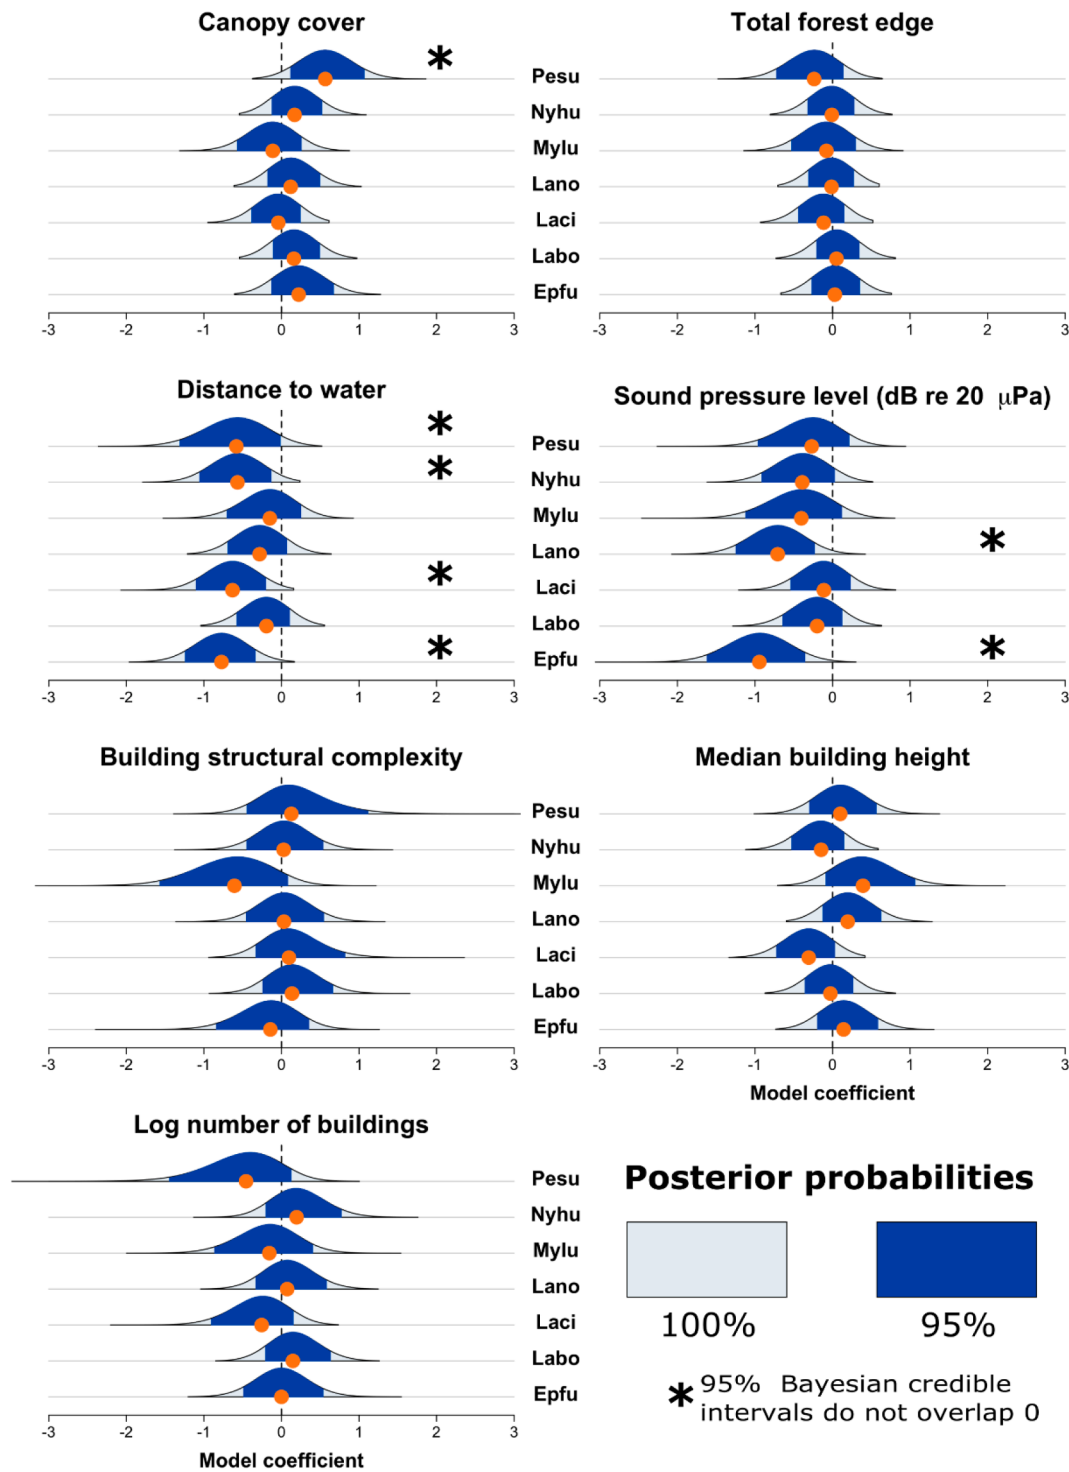 Canopy cover
Total forest edge
*
Pesu
Nyhu
Mylu
Lano
Laci
Labo
Epfu
-3 -2 -1 0 1 2 3
-3 -2 -1 0 1 2 3
Distance to water
Sound pressure level (dB re 20 μPa)
*
Pesu
*
Nyhu
Mylu
Lano
*
*
Laci
Labo
*
Epfu
*
-3 -2 -1 0 1 2 3
-3 -2 -1 0 1 2 3
Building structural complexity
Median building height
Pesu
Nyhu
Mylu
Lano
Laci
Labo
Epfu
-3 -2 -1 0 1 2 3
-3 -2 -1 0 1 2 3
Model coefficient
Log number of buildings
Pesu
Nyhu
Mylu
Lano
Laci
Labo
Epfu
-3 -2 -1 0 1 2 3
Model coefficient
Posterior probabilities
100% 95%
* 95% Bayesian credible
intervals do not overlap 0